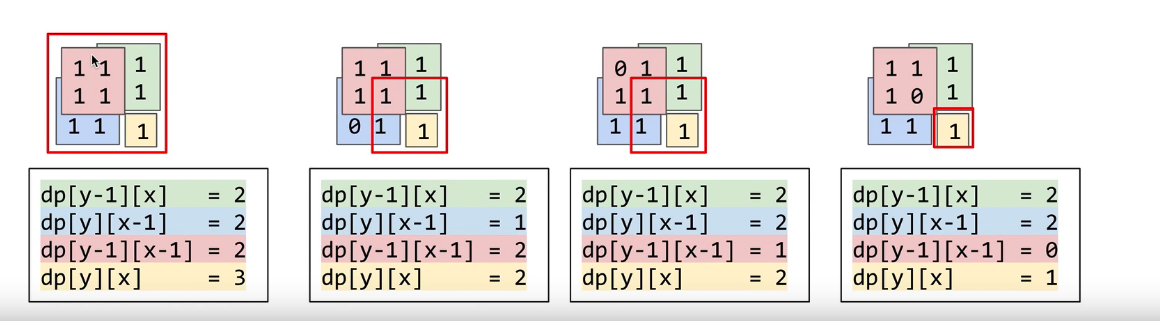 1 1 1
1 1 1
1 1 1
dp[y-1][x] = 2
dp[y][x-1] = 2
dp[y-1][x-1] = 2
dp[y][x] = 3
1 1 1
1 1 1
0 1 1
dp[y-1][x] = 2
dp[y][x-1] = 1
dp[y-1][x-1] = 2
dp[y][x] = 2
0 1 1
1 1 1
1 1 1
dp[y-1][x] = 2
dp[y][x-1] = 2
dp[y-1][x-1] = 1
dp[y][x] = 2
1 1 1
1 0 1
1 1 1
dp[y-1][x] = 2
dp[y][x-1] = 2
dp[y-1][x-1] = 0
dp[y][x] = 1